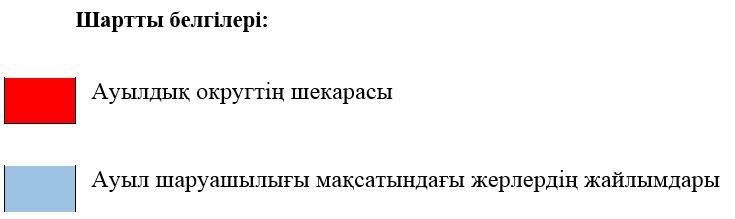 Шартты белгілері:
Ауылдық округтің шекарасы
Ауыл шаруашылығы мақсатындағы жерлердің жайлымдары